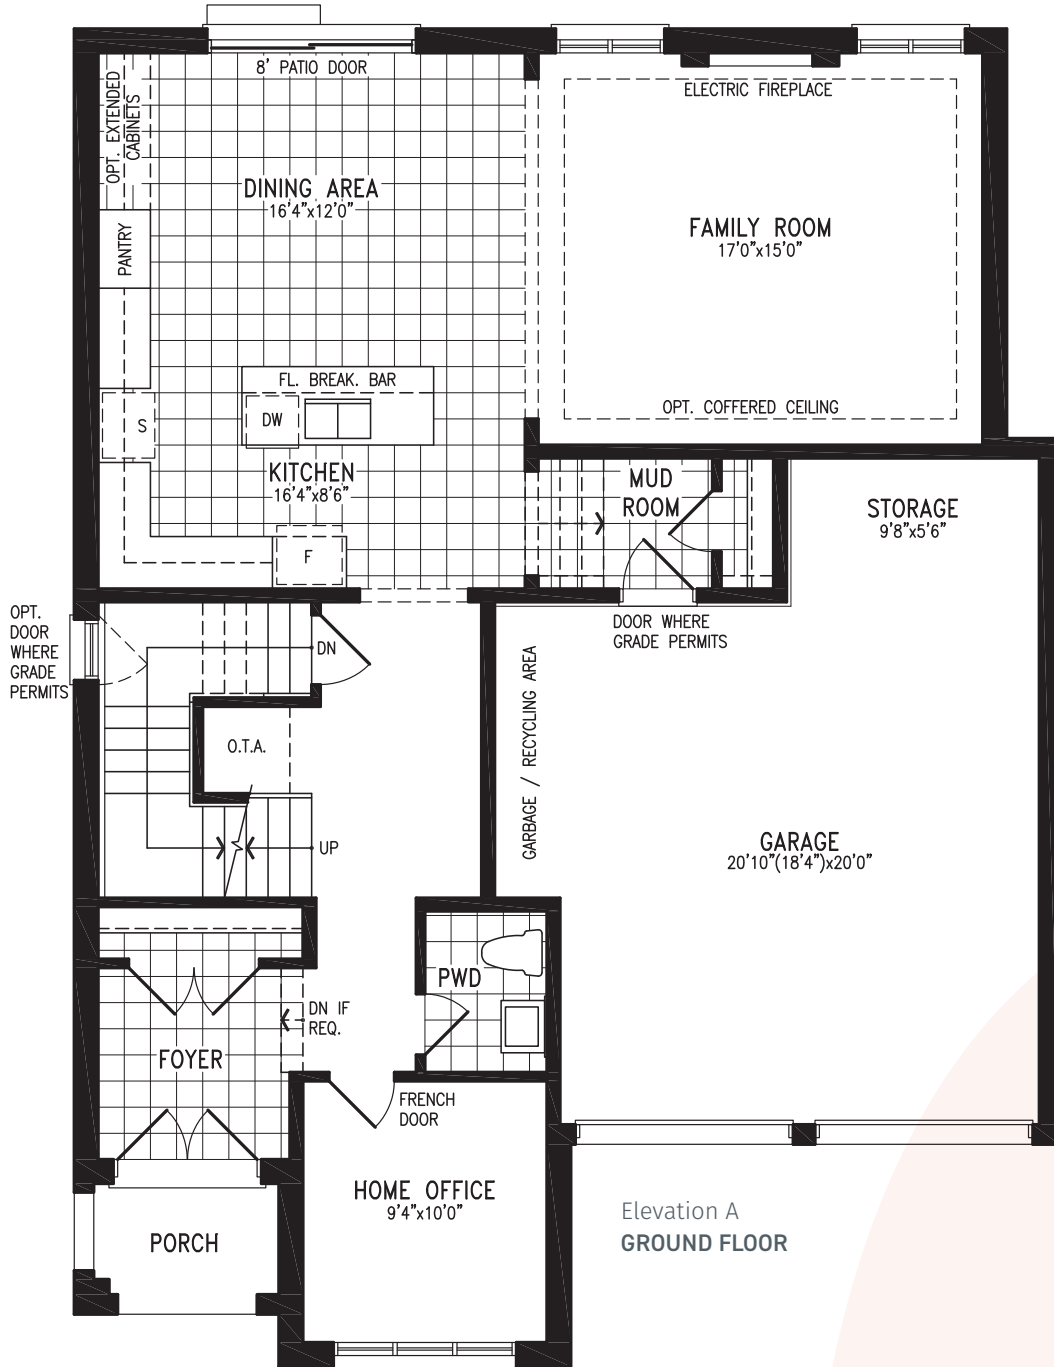 8' PATIO DOOR
OPT. EXTENDED
CABINETS
ELECTRIC FIREPLACE
DINING AREA
16'4"x12'0"
FAMILY ROOM
17'0"x15'0"
PANTRY
FL. BREAK. BAR
OPT. COFFERED CEILING
DW
S
KITCHEN
16'4"x8'6"
MUD
ROOM
STORAGE
9'8"x5'6"
F
OPT.
DOOR
WHERE
GRADE
PERMITS
DN
DOOR WHERE
GRADE PERMITS
GARBAGE / RECYCLING AREA
O.T.A.
UP
GARAGE
20'10"(18'4")x20'0"
PWD
DN IF
REQ.
FOYER
FRENCH
DOOR
HOME OFFICE
9'4"x10'0"
PORCH
Elevation A
GROUND FLOOR